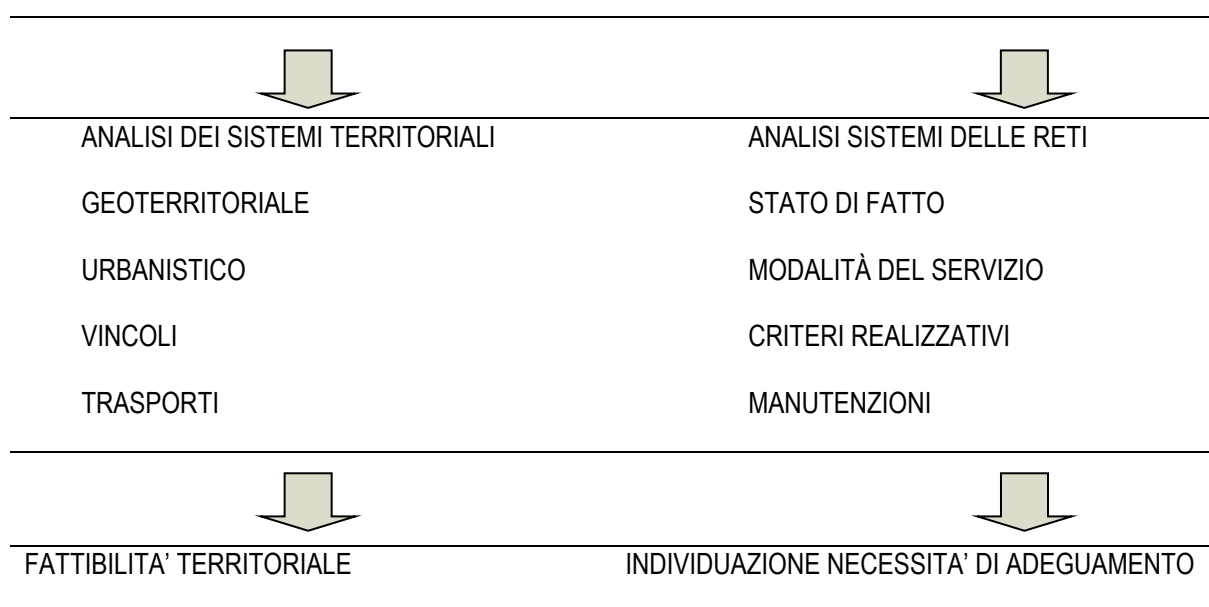 ANALISI DEI SISTEMI TERRITORIALI
GEOTERRITORIALE
URBANISTICO
VINCOLI
TRASPORTI
ANALISI SISTEMI DELLE RETI
STATO DI FATTO
MODALITÀ DEL SERVIZIO
CRITERI REALIZZATIVI
MANUTENZIONI
FATTIBILITA’ TERRITORIALE
INDIVIDUAZIONE NECESSITA’ DI ADEGUAMENTO